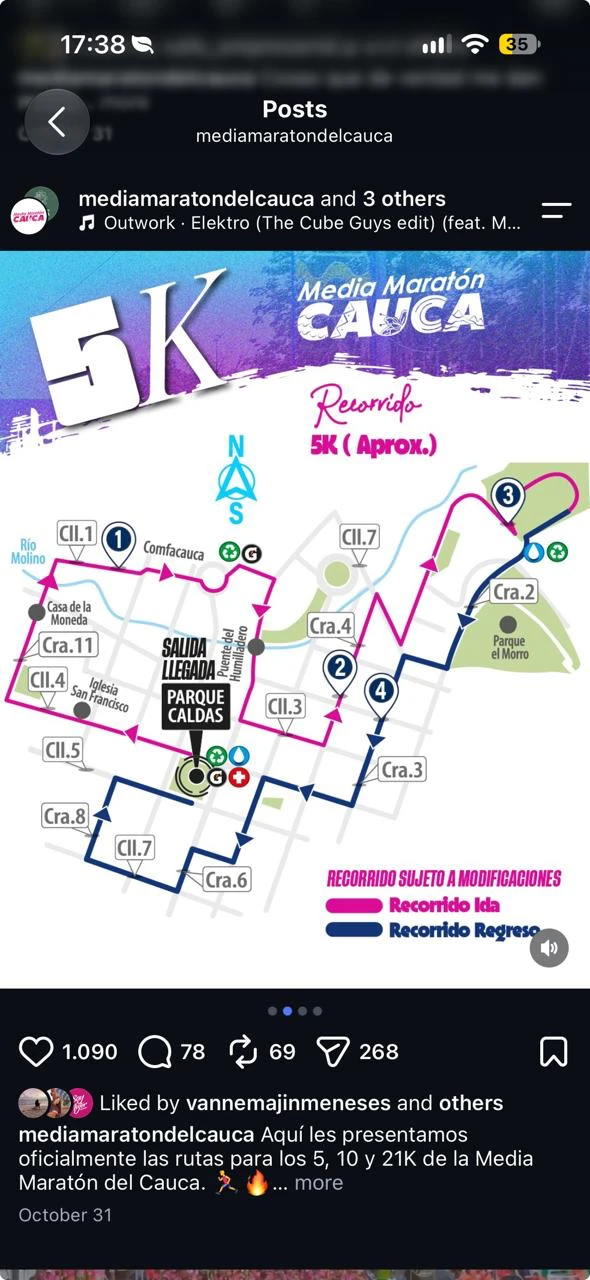 17:38
35
Posts
mediamaratondelcauca
mediamaratondelcauca and 3 others
Outwork · Elektro (The Cube Guys edit) (feat. M...
5K
Media Maratón
CAUCA
Recorrido
5K ( Aprox.)
N
S
Río
Molino
Cll.1
1
Comfacauca
G
Cll.7
3
Cra.2
Parque
el Morro
Casa de la
Moneda
Cra.11
Cll.4
Iglesia
San Francisco
SALIDA
LLEGADA
PARQUE
CALDAS
Puente del
Humilladero
Cra.4
2
4
Cll.3
Cll.5
G
Cra.3
Cra.8
Cll.7
Cra.6
RECORRIDO SUJETO A MODIFICACIONES
Recorrido Ida
Recorrido Regreso
1.090
78
69
268
Liked by vannemajinmeneses and others
mediamaratondelcauca Aquí les presentamos
oficialmente las rutas para los 5, 10 y 21K de la Media
Maratón del Cauca. 🏃‍♂️ 🔥... more
October 31